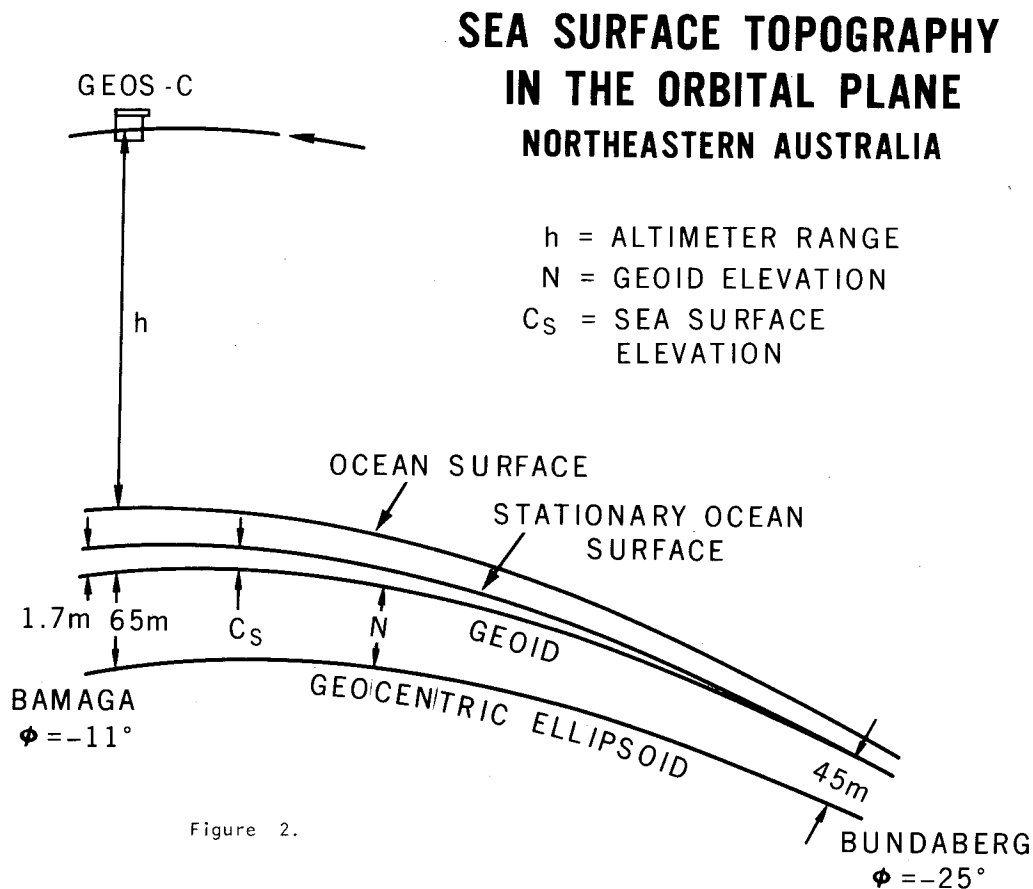 SEA SURFACE TOPOGRAPHY
IN THE ORBITAL PLANE
NORTHEASTERN AUSTRALIA
GEOS-C
h = ALTIMETER RANGE
N = GEOID ELEVATION
CS = SEA SURFACE
ELEVATION
h
OCEAN SURFACE
STATIONARY OCEAN
SURFACE
1.7m 65m
CS
N
GEOID
GEOCENTRIC ELLIPSOID
BAMAGA
ϕ = -11°
45m
BUNDABERG
ϕ = -25°
Figure 2.